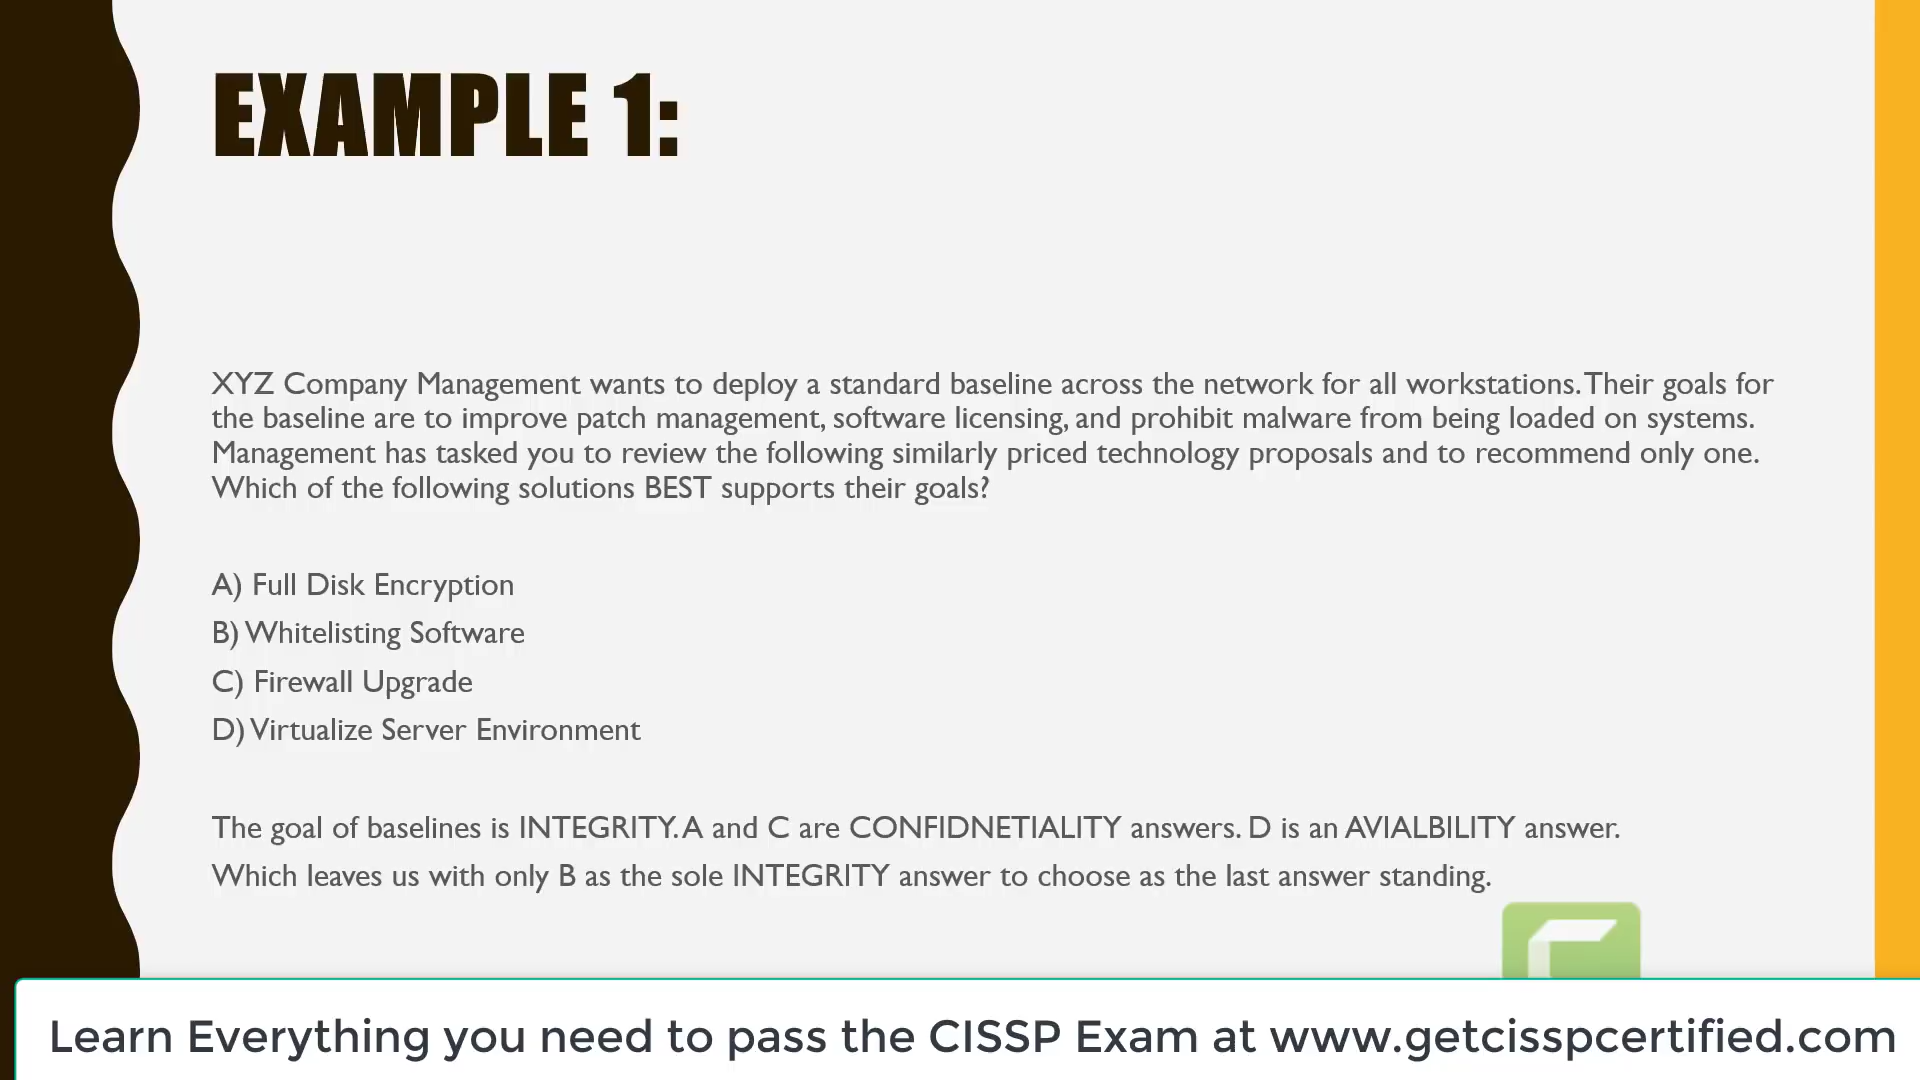 EXAMPLE 1:
XYZ Company Management wants to deploy a standard baseline across the network for all workstations. Their goals for
the baseline are to improve patch management, software licensing, and prohibit malware from being loaded on systems.
Management has tasked you to review the following similarly priced technology proposals and to recommend only one.
Which of the following solutions BEST supports their goals?
A) Full Disk Encryption
B) Whitelisting Software
C) Firewall Upgrade
D) Virtualize Server Environment
The goal of baselines is INTEGRITY. A and C are CONFIDNETIALITY answers. D is an AVIALBILITY answer.
Which leaves us with only B as the sole INTEGRITY answer to choose as the last answer standing.
Learn Everything you need to pass the CISSP Exam at www.getcisspcertified.com